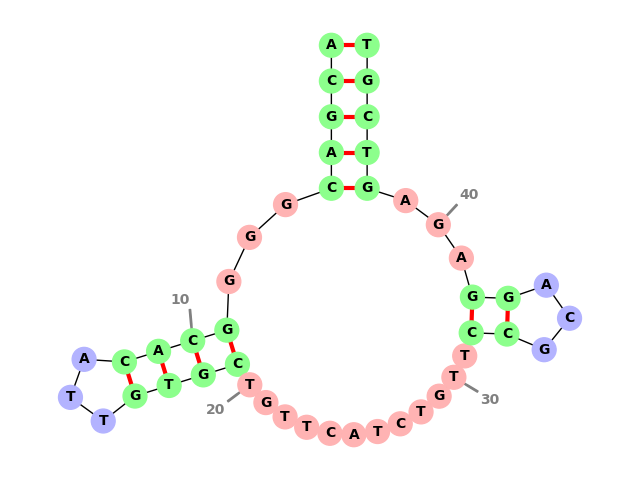 A T
C G
G C
A T
C G
G A
G G
G A
G G G A
10 C C C C
A C A G C T G
T T G T G C T T
20 T G T T C A T C T G 30
40